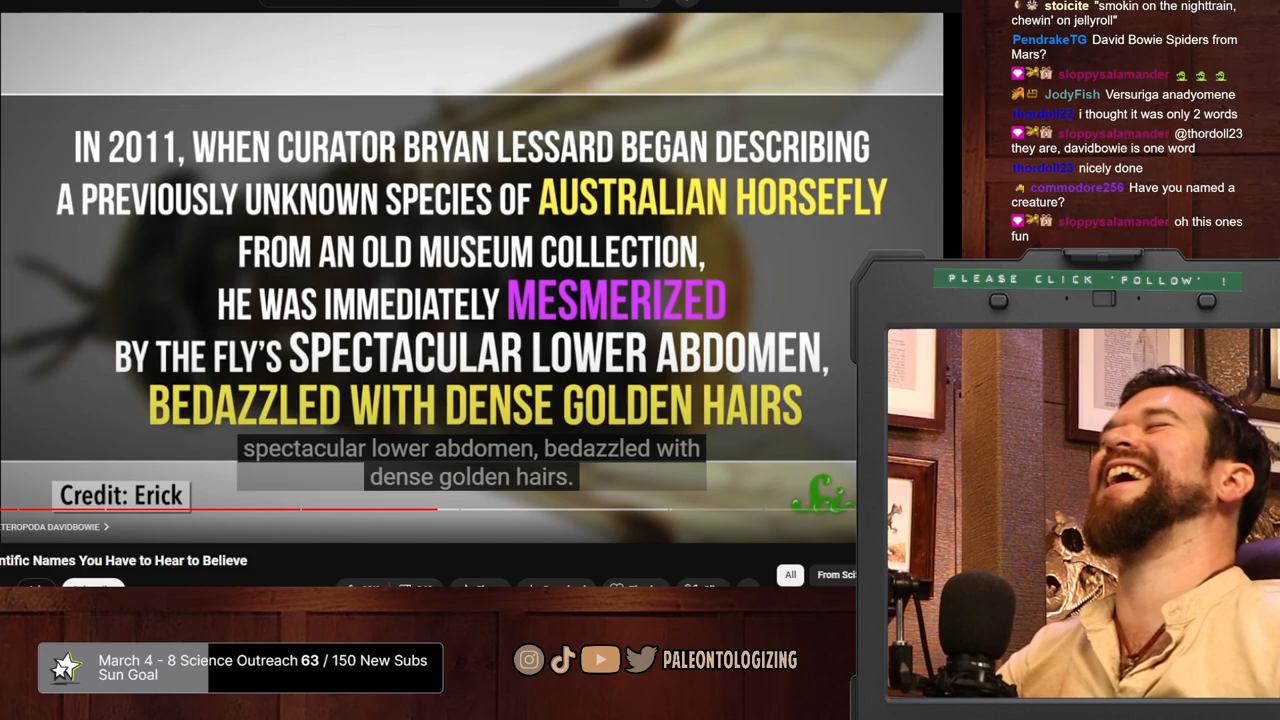 IN 2011, WHEN CURATOR BRYAN LESSARD BEGAN DESCRIBING
A PREVIOUSLY UNKNOWN SPECIES OF AUSTRALIAN HORSEFLY
FROM AN OLD MUSEUM COLLECTION,
HE WAS IMMEDIATELY MESMERIZED
BY THE FLY'S SPECTACULAR LOWER ABDOMEN,
BEDAZZLED WITH DENSE GOLDEN HAIRS
spectacular lower abdomen, bedazzled with
dense golden hairs.
Credit: Erick
Sci
TEROPODA DAVIDBOWIE
ntific Names You Have to Hear to Believe
All
From Sci
stoicite "smokin on the nighttrain,
chewin' on jellyroll"
PendrakeTG David Bowie Spiders from
Mars?
sloppysalamander
JodyFish Versuriga anadyomene
thordoll23 i thought it was only 2 words
sloppysalamander @thordoll23
they are, davidbowie is one word
thordoll23 nicely done
commodore256 Have you named a
creature?
sloppysalamander oh this ones
fun
PLEASE CLICK 'FOLLOW' !
March 4 - 8 Science Outreach 63 / 150 New Subs
Sun Goal
PALEONTOLOGIZING